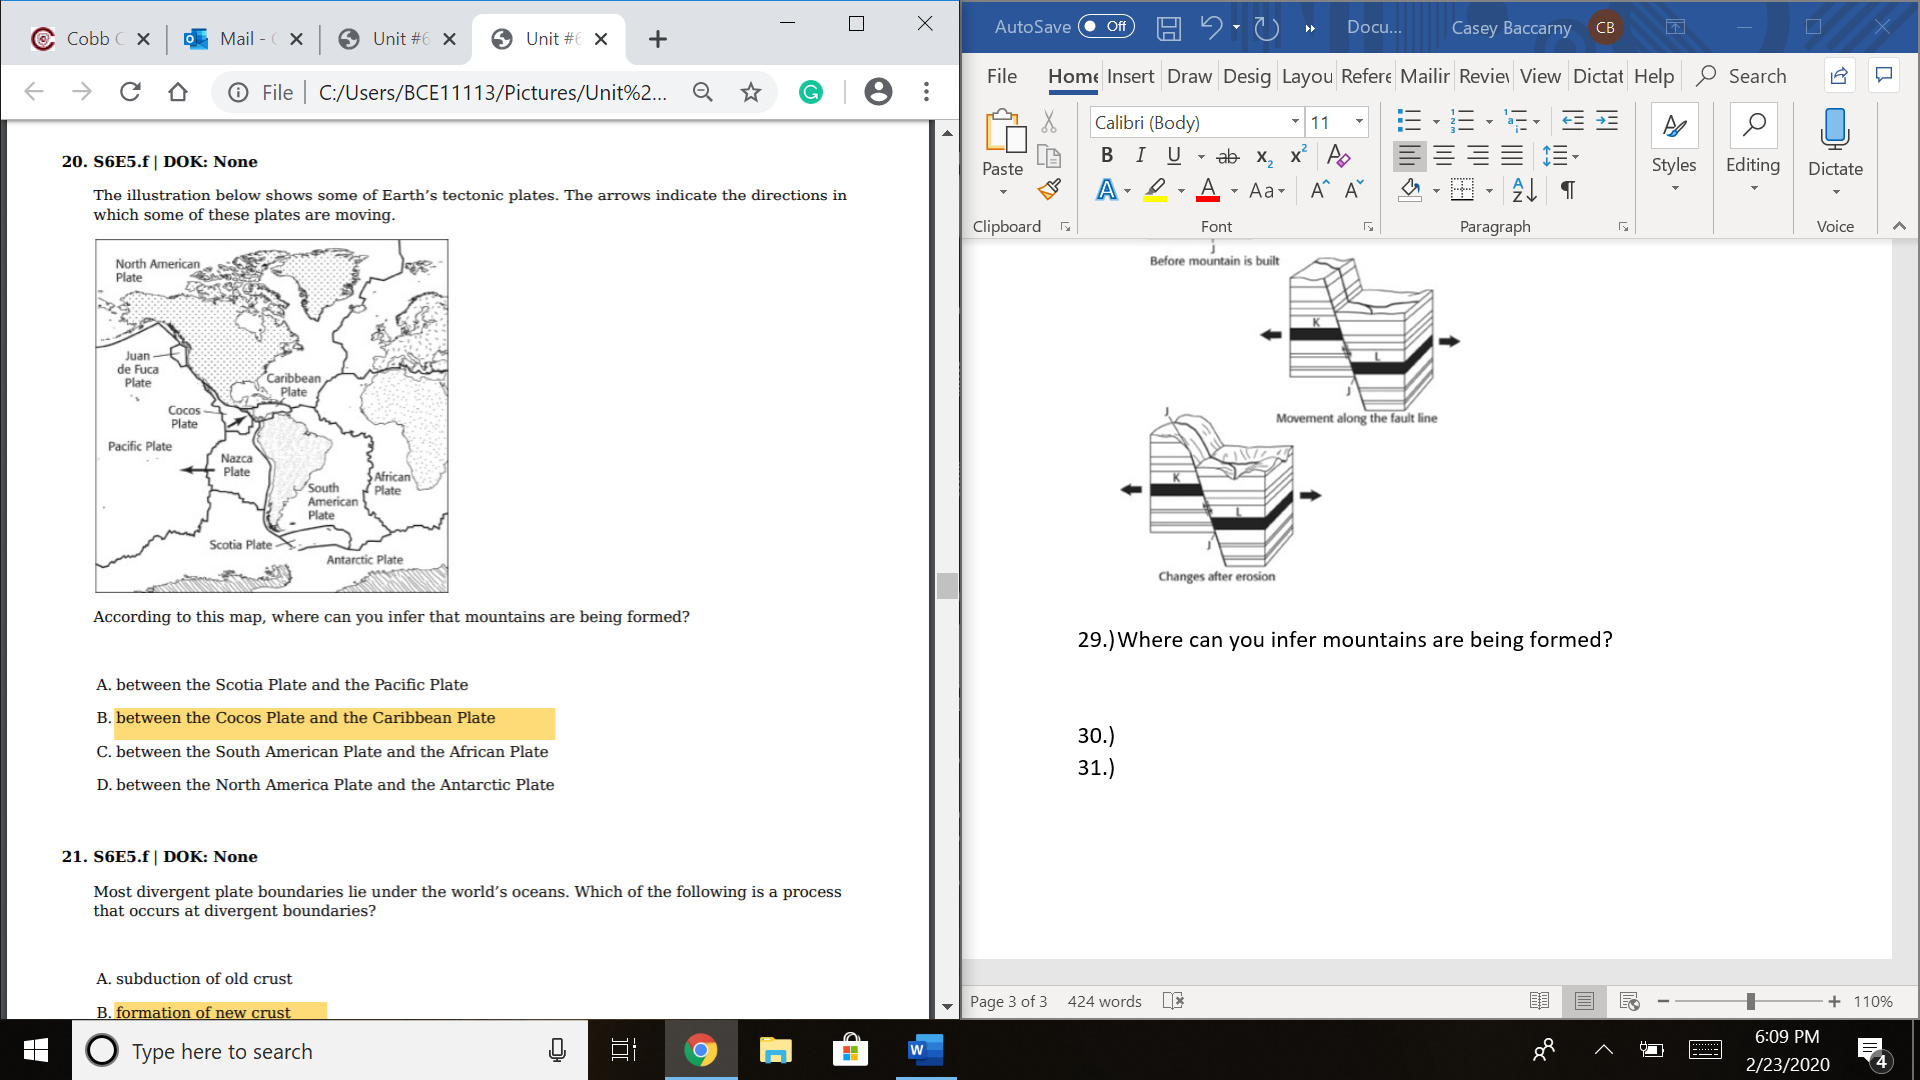 Cobb C
Mail - 
Unit #6
Unit #6
AutoSave
Off
Docu...
Casey Baccarny
CB
File
C:/Users/BCE11113/Pictures/Unit%2...
File
Home
Insert
Draw
Desig
Layou
Refere
Mailin
Review
View
Dictat
Help
Search
Paste
Calibri (Body)
11
Styles
Editing
Dictate
Clipboard
Font
Paragraph
Voice
20. S6E5.f | DOK: None
The illustration below shows some of Earth’s tectonic plates. The arrows indicate the directions in
which some of these plates are moving.
North American
Plate
Juan
de Fuca
Plate
Caribbean
Plate
Cocos
Plate
Pacific Plate
Nazca
Plate
South
American
Plate
African
Plate
Scotia Plate
Antarctic Plate
According to this map, where can you infer that mountains are being formed?
A. between the Scotia Plate and the Pacific Plate
B. between the Cocos Plate and the Caribbean Plate
C. between the South American Plate and the African Plate
D. between the North America Plate and the Antarctic Plate
21. S6E5.f | DOK: None
Most divergent plate boundaries lie under the world’s oceans. Which of the following is a process
that occurs at divergent boundaries?
A. subduction of old crust
B. formation of new crust
J
Before mountain is built
K
L
J
Movement along the fault line
J
K
L
J
Changes after erosion
29.)Where can you infer mountains are being formed?
30.)
31.)
Page 3 of 3
424 words
110%
Type here to search
6:09 PM
2/23/2020
4